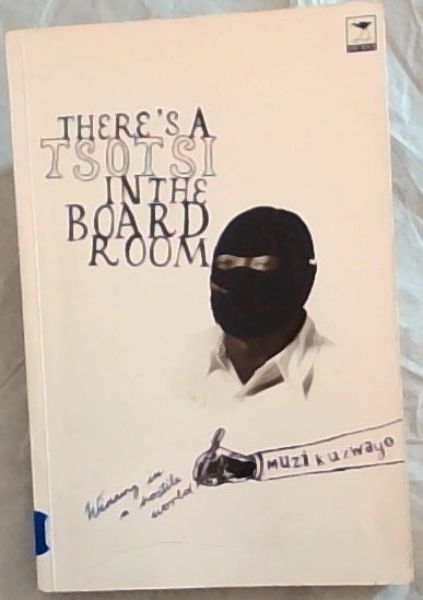 THERE'S A
TSOTSI
IN THE
BOARD
ROOM
muzi kuzwayo
Winning in
a hostile
world